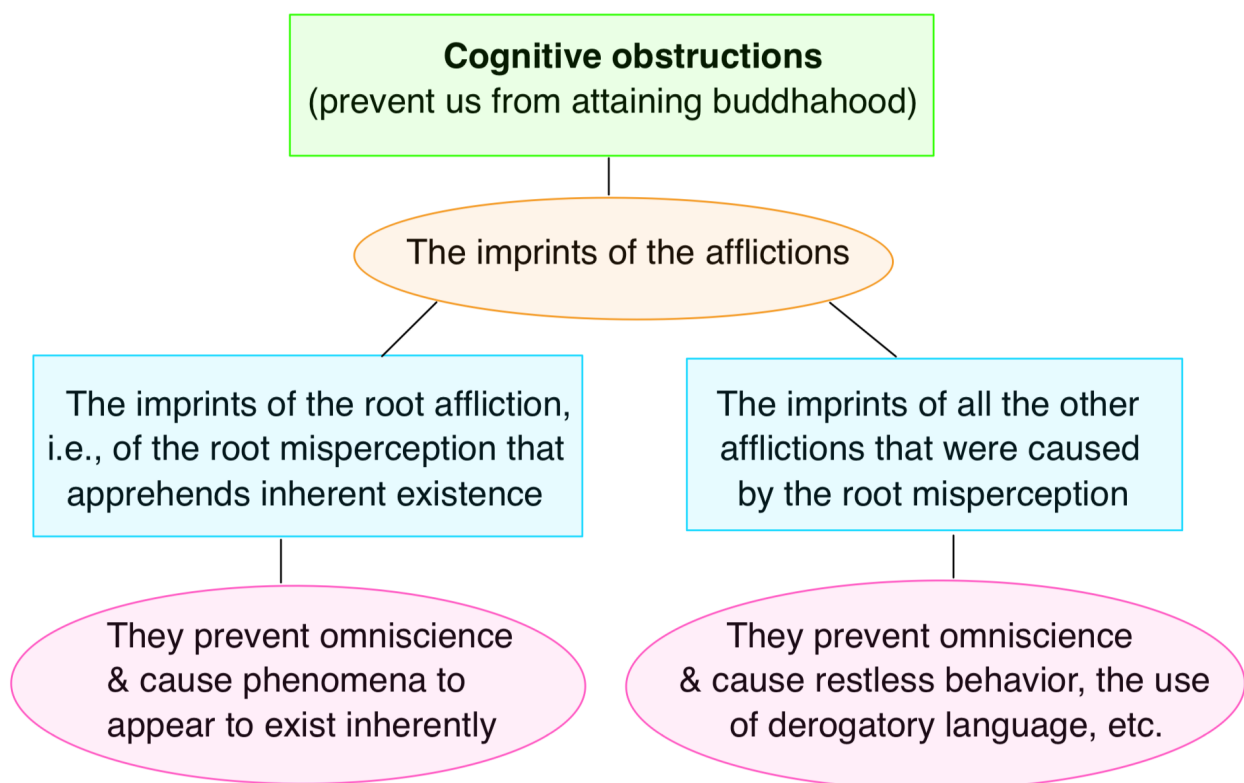 Cognitive obstructions
(prevent us from attaining buddhahood)
The imprints of the afflictions
The imprints of the root affliction,
i.e., of the root misperception that
apprehends inherent existence
The imprints of all the other
afflictions that were caused
by the root misperception
They prevent omniscience
& cause phenomena to
appear to exist inherently
They prevent omniscience
& cause restless behavior, the use
of derogatory language, etc.